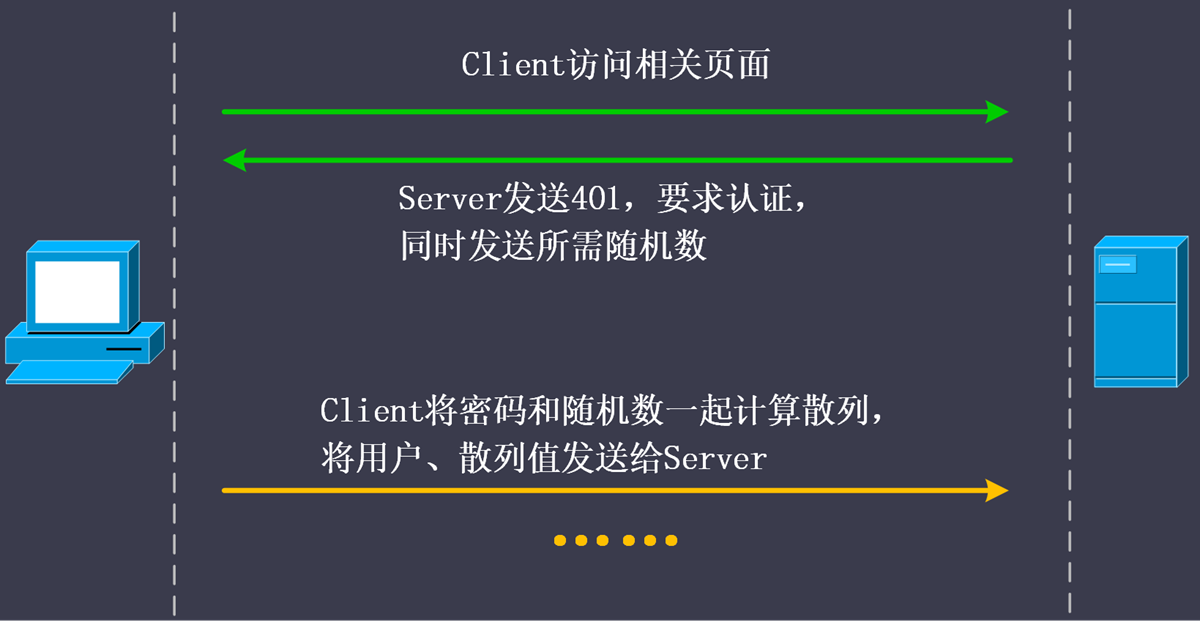 Client访问相关页面
Server发送401，要求认证，
同时发送所需随机数
Client将密码和随机数一起计算散列，
将用户、散列值发送给Server